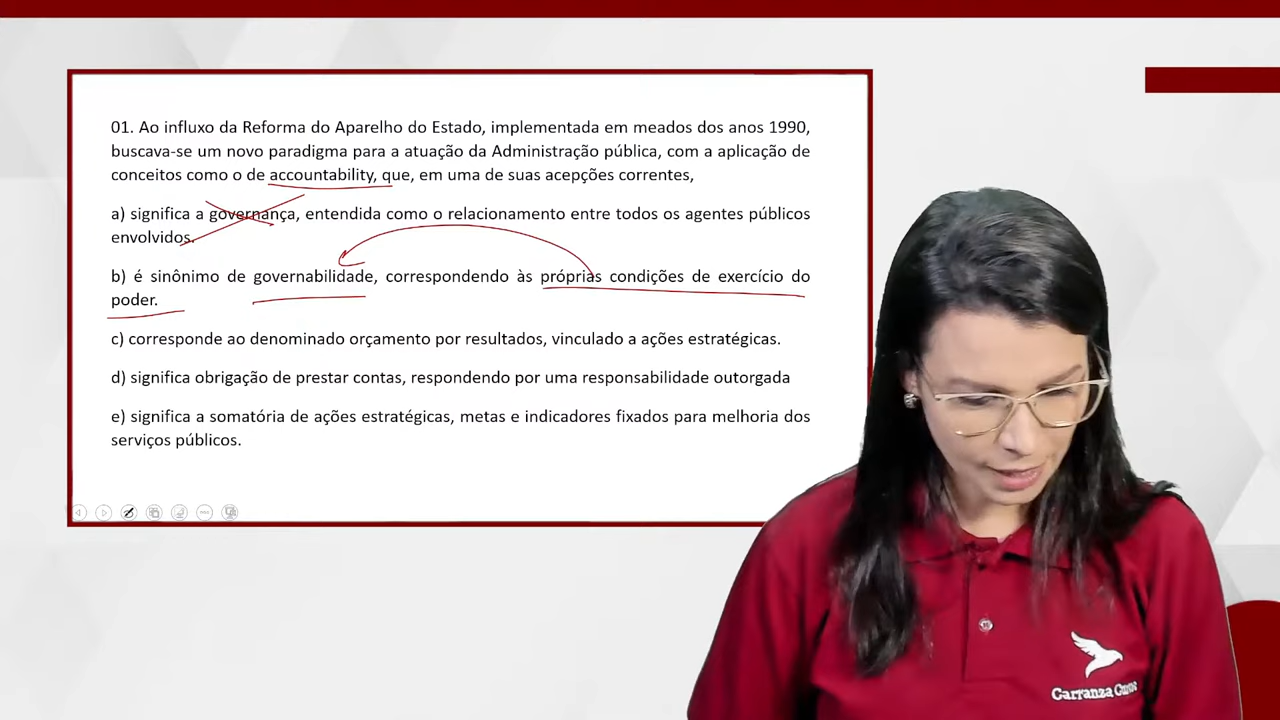 01. Ao influxo da Reforma do Aparelho do Estado, implementada em meados dos anos 1990,
buscava-se um novo paradigma para a atuação da Administração pública, com a aplicação de
conceitos como o de accountability, que, em uma de suas acepções correntes,
a) significa a governança, entendida como o relacionamento entre todos os agentes públicos
envolvidos.
b) é sinônimo de governabilidade, correspondendo às próprias condições de exercício do
poder.
c) corresponde ao denominado orçamento por resultados, vinculado a ações estratégicas.
d) significa obrigação de prestar contas, respondendo por uma responsabilidade outorgada
e) significa a somatória de ações estratégicas, metas e indicadores fixados para melhoria dos
serviços públicos.
Carranza